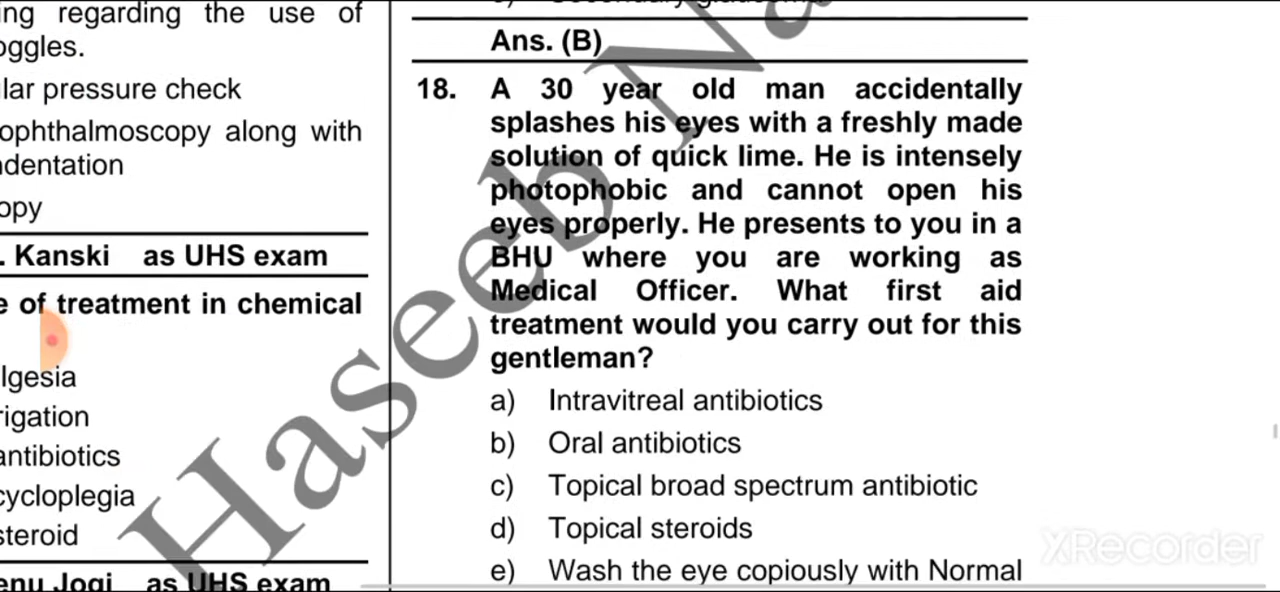 ing regarding the use of
oggles.
lar pressure check
ophthalmoscopy along with
dentation
opy
. Kanski as UHS exam
e of treatment in chemical
lgesia
rigation
antibiotics
cycloplegia
steroid
enu Jogi as UHS exam
Ans. (B)
18. A 30 year old man accidentally
splashes his eyes with a freshly made
solution of quick lime. He is intensely
photophobic and cannot open his
eyes properly. He presents to you in a
BHU where you are working as
Medical Officer. What first aid
treatment would you carry out for this
gentleman?
a) Intravitreal antibiotics
b) Oral antibiotics
c) Topical broad spectrum antibiotic
d) Topical steroids
e) Wash the eye copiously with Normal
Haseeb Na
XRecorder